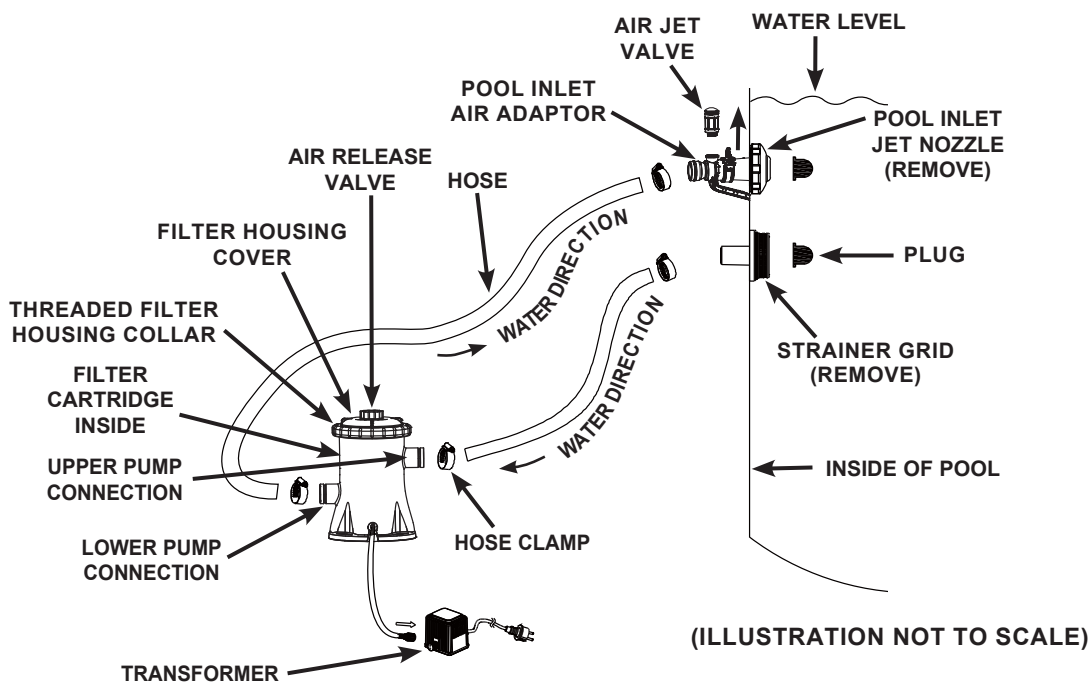 AIR JET
VALVE
WATER LEVEL
POOL INLET
AIR ADAPTOR
POOL INLET
JET NOZZLE
(REMOVE)
AIR RELEASE
VALVE
HOSE
FILTER HOUSING
COVER
WATER DIRECTION
PLUG
THREADED FILTER
HOUSING COLLAR
WATER DIRECTION
STRAINER GRID
(REMOVE)
FILTER
CARTRIDGE
INSIDE
UPPER PUMP
CONNECTION
INSIDE OF POOL
LOWER PUMP
CONNECTION
HOSE CLAMP
(ILLUSTRATION NOT TO SCALE)
TRANSFORMER